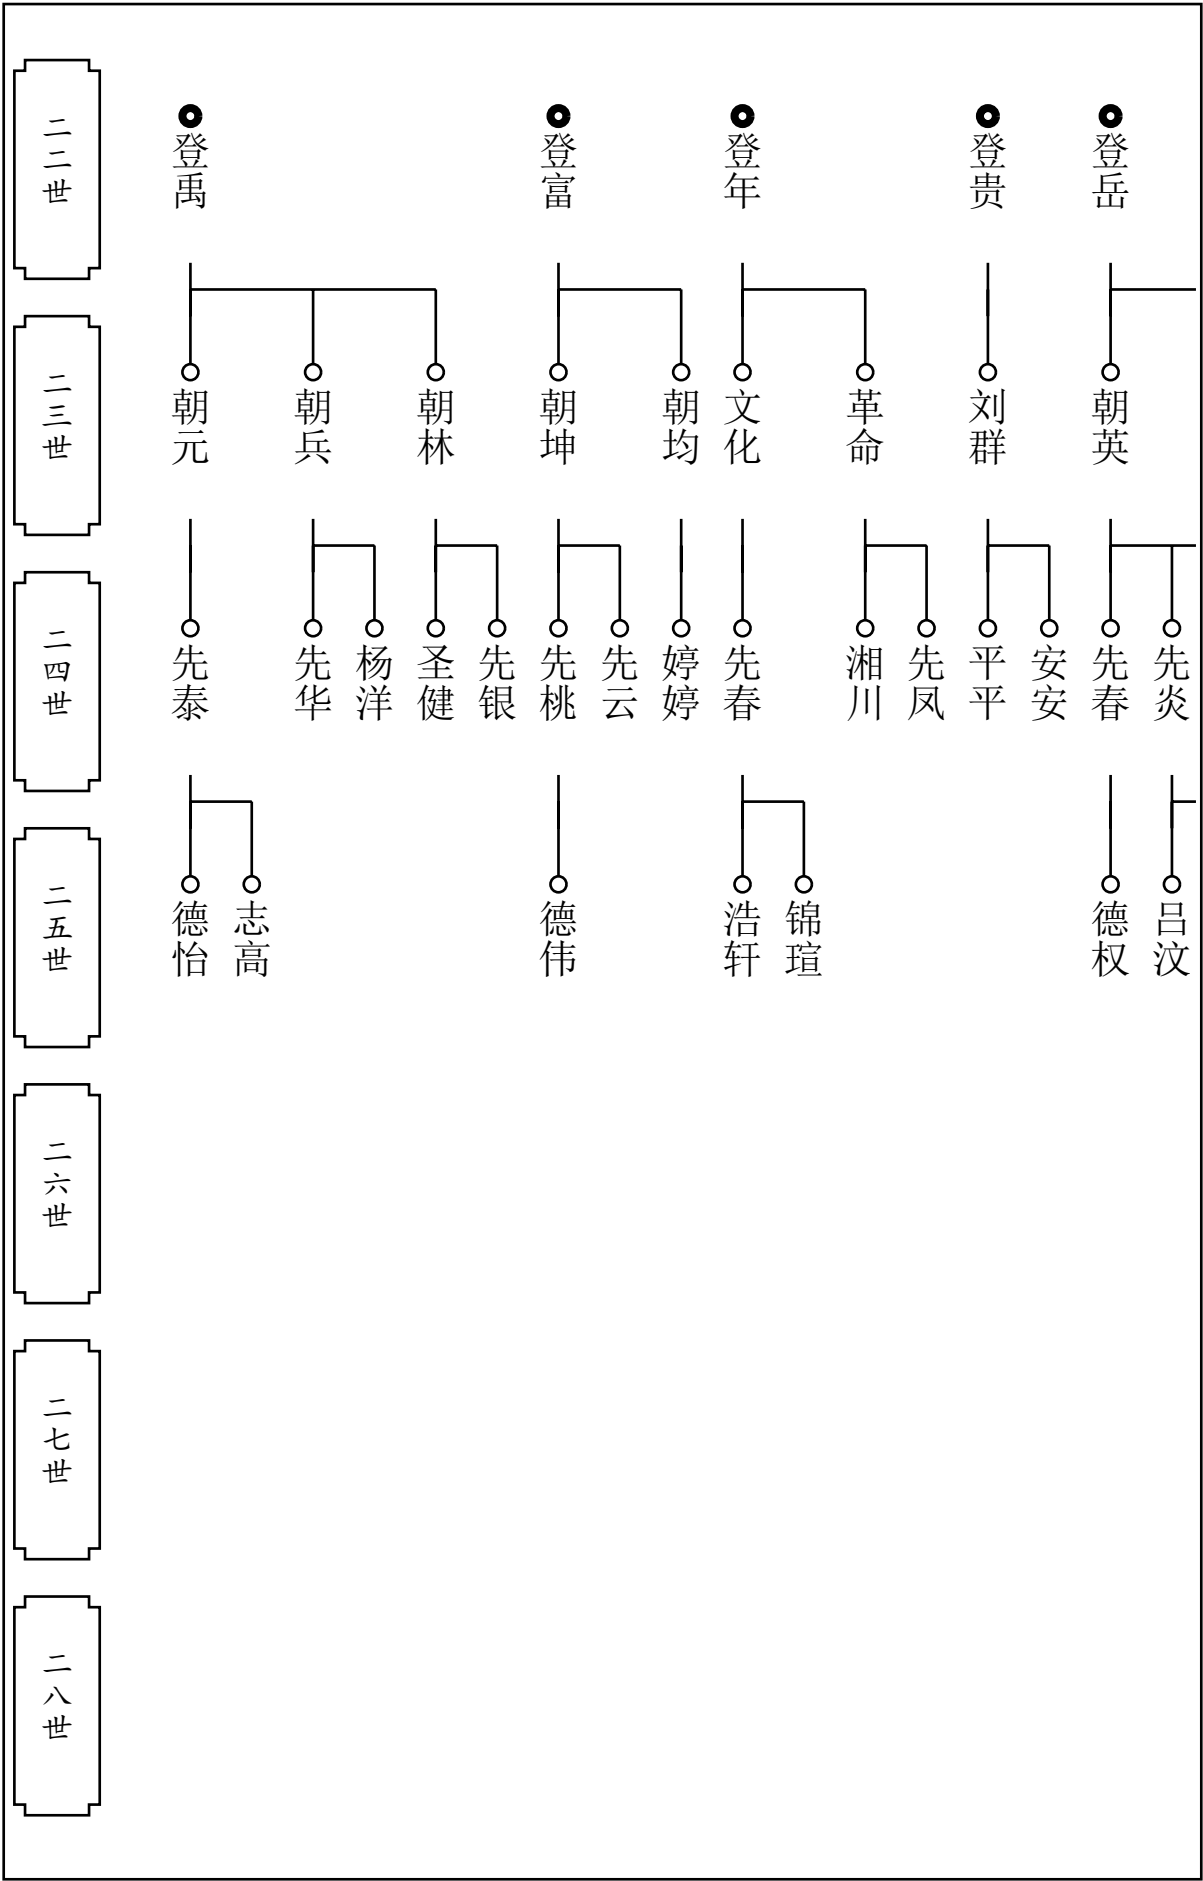 二二世
登禹
登富
登年
登贵
登岳
二三世
朝元
朝兵
朝林
朝坤
朝均
文化
革命
刘群
朝英
二四世
先泰
先华
杨洋
圣健
先银
先桃
先云
婷婷
先春
湘川
先凤
平平
安安
先春
先炎
二五世
德怡
志高
德伟
浩轩
锦瑄
德权
吕汶
二六世
二七世
二八世